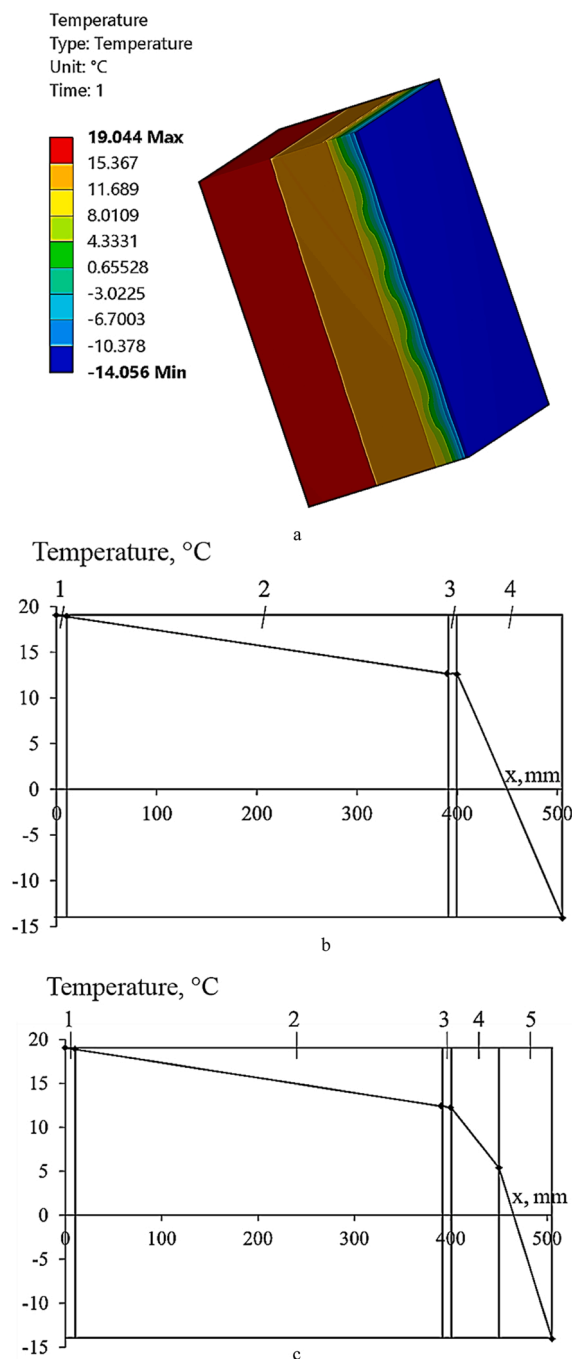 Temperature
Type: Temperature
Unit: °C
Time: 1
19.044 Max
15.367
11.689
8.0109
4.3331
0.65528
-3.0225
-6.7003
-10.378
-14.056 Min
a
Temperature, °C
1 2 3 4
20
15
10
5
x, mm
0
0 100 200 300 400 500
-5
-10
-15
b
Temperature, °C
1 2 3 4 5
20
15
10
5
x, mm
0
0 100 200 300 400 500
-5
-10
-15
c